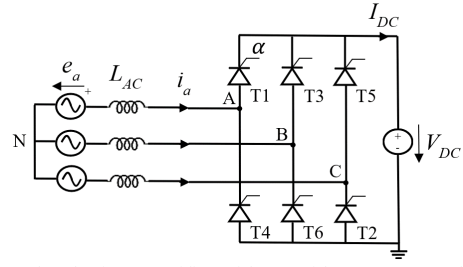 I_DC
α
e_a
+
L_AC
i_a
A
T1
T3
T5
N
B
+
-
V_DC
C
T4
T6
T2